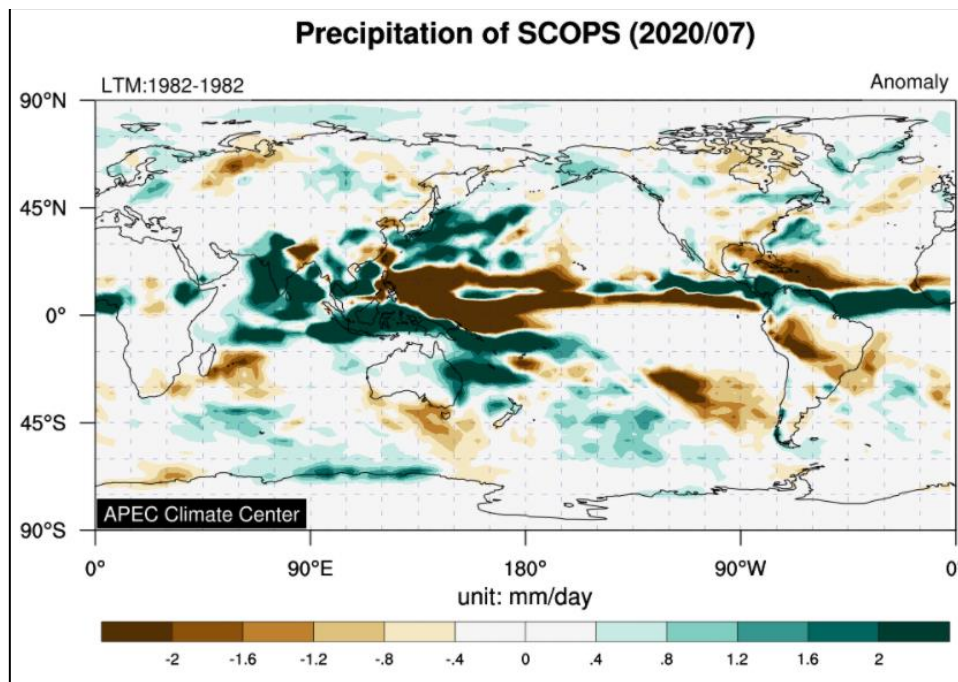 Precipitation of SCOPS (2020/07)
LTM:1982-1982 Anomaly
90°N
45°N
0°
45°S
90°S
APEC Climate Center
0° 90°E 180° 90°W 0
unit: mm/day
-2 -1.6 -1.2 -.8 -.4 0 .4 .8 1.2 1.6 2